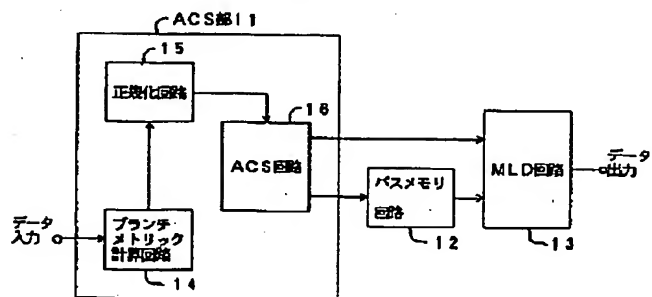 ACS部11
15
正規化回路
16
ACS回路
MLD回路
データ
出力
パスメモリ
回路
12
13
データ
入力
ブランチ
メトリック
計算回路
14